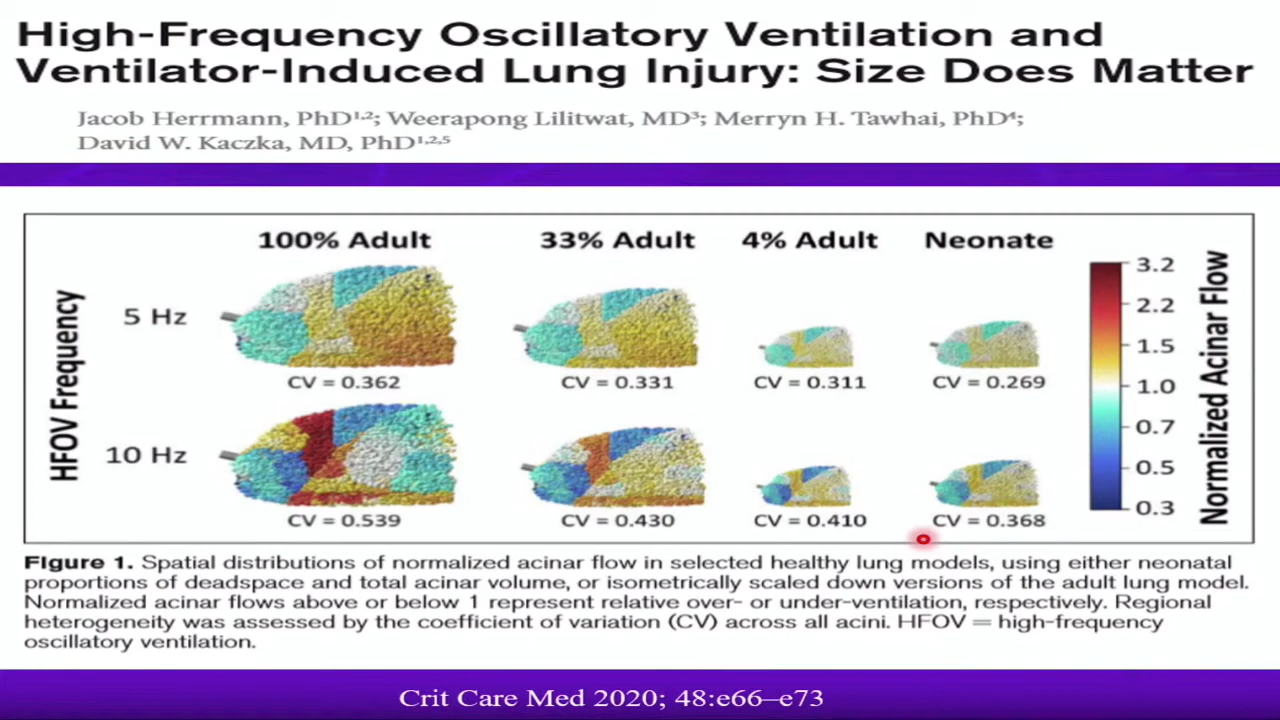 High-Frequency Oscillatory Ventilation and
Ventilator-Induced Lung Injury: Size Does Matter
Jacob Herrmann, PhD¹,²; Weerapong Lilitwat, MD³; Merryn H. Tawhai, PhD⁴;
David W. Kaczka, MD, PhD¹,²,⁵
100% Adult 33% Adult 4% Adult Neonate
HFOV Frequency
5 Hz
CV = 0.362 CV = 0.331 CV = 0.311 CV = 0.269
10 Hz
CV = 0.539 CV = 0.430 CV = 0.410 CV = 0.368
3.2
2.2
1.5
1.0
0.7
0.5
0.3
Normalized Acinar Flow
Figure 1. Spatial distributions of normalized acinar flow in selected healthy lung models, using either neonatal
proportions of deadspace and total acinar volume, or isometrically scaled down versions of the adult lung model.
Normalized acinar flows above or below 1 represent relative over- or under-ventilation, respectively. Regional
heterogeneity was assessed by the coefficient of variation (CV) across all acini. HFOV = high-frequency
oscillatory ventilation.
Crit Care Med 2020; 48:e66–e73